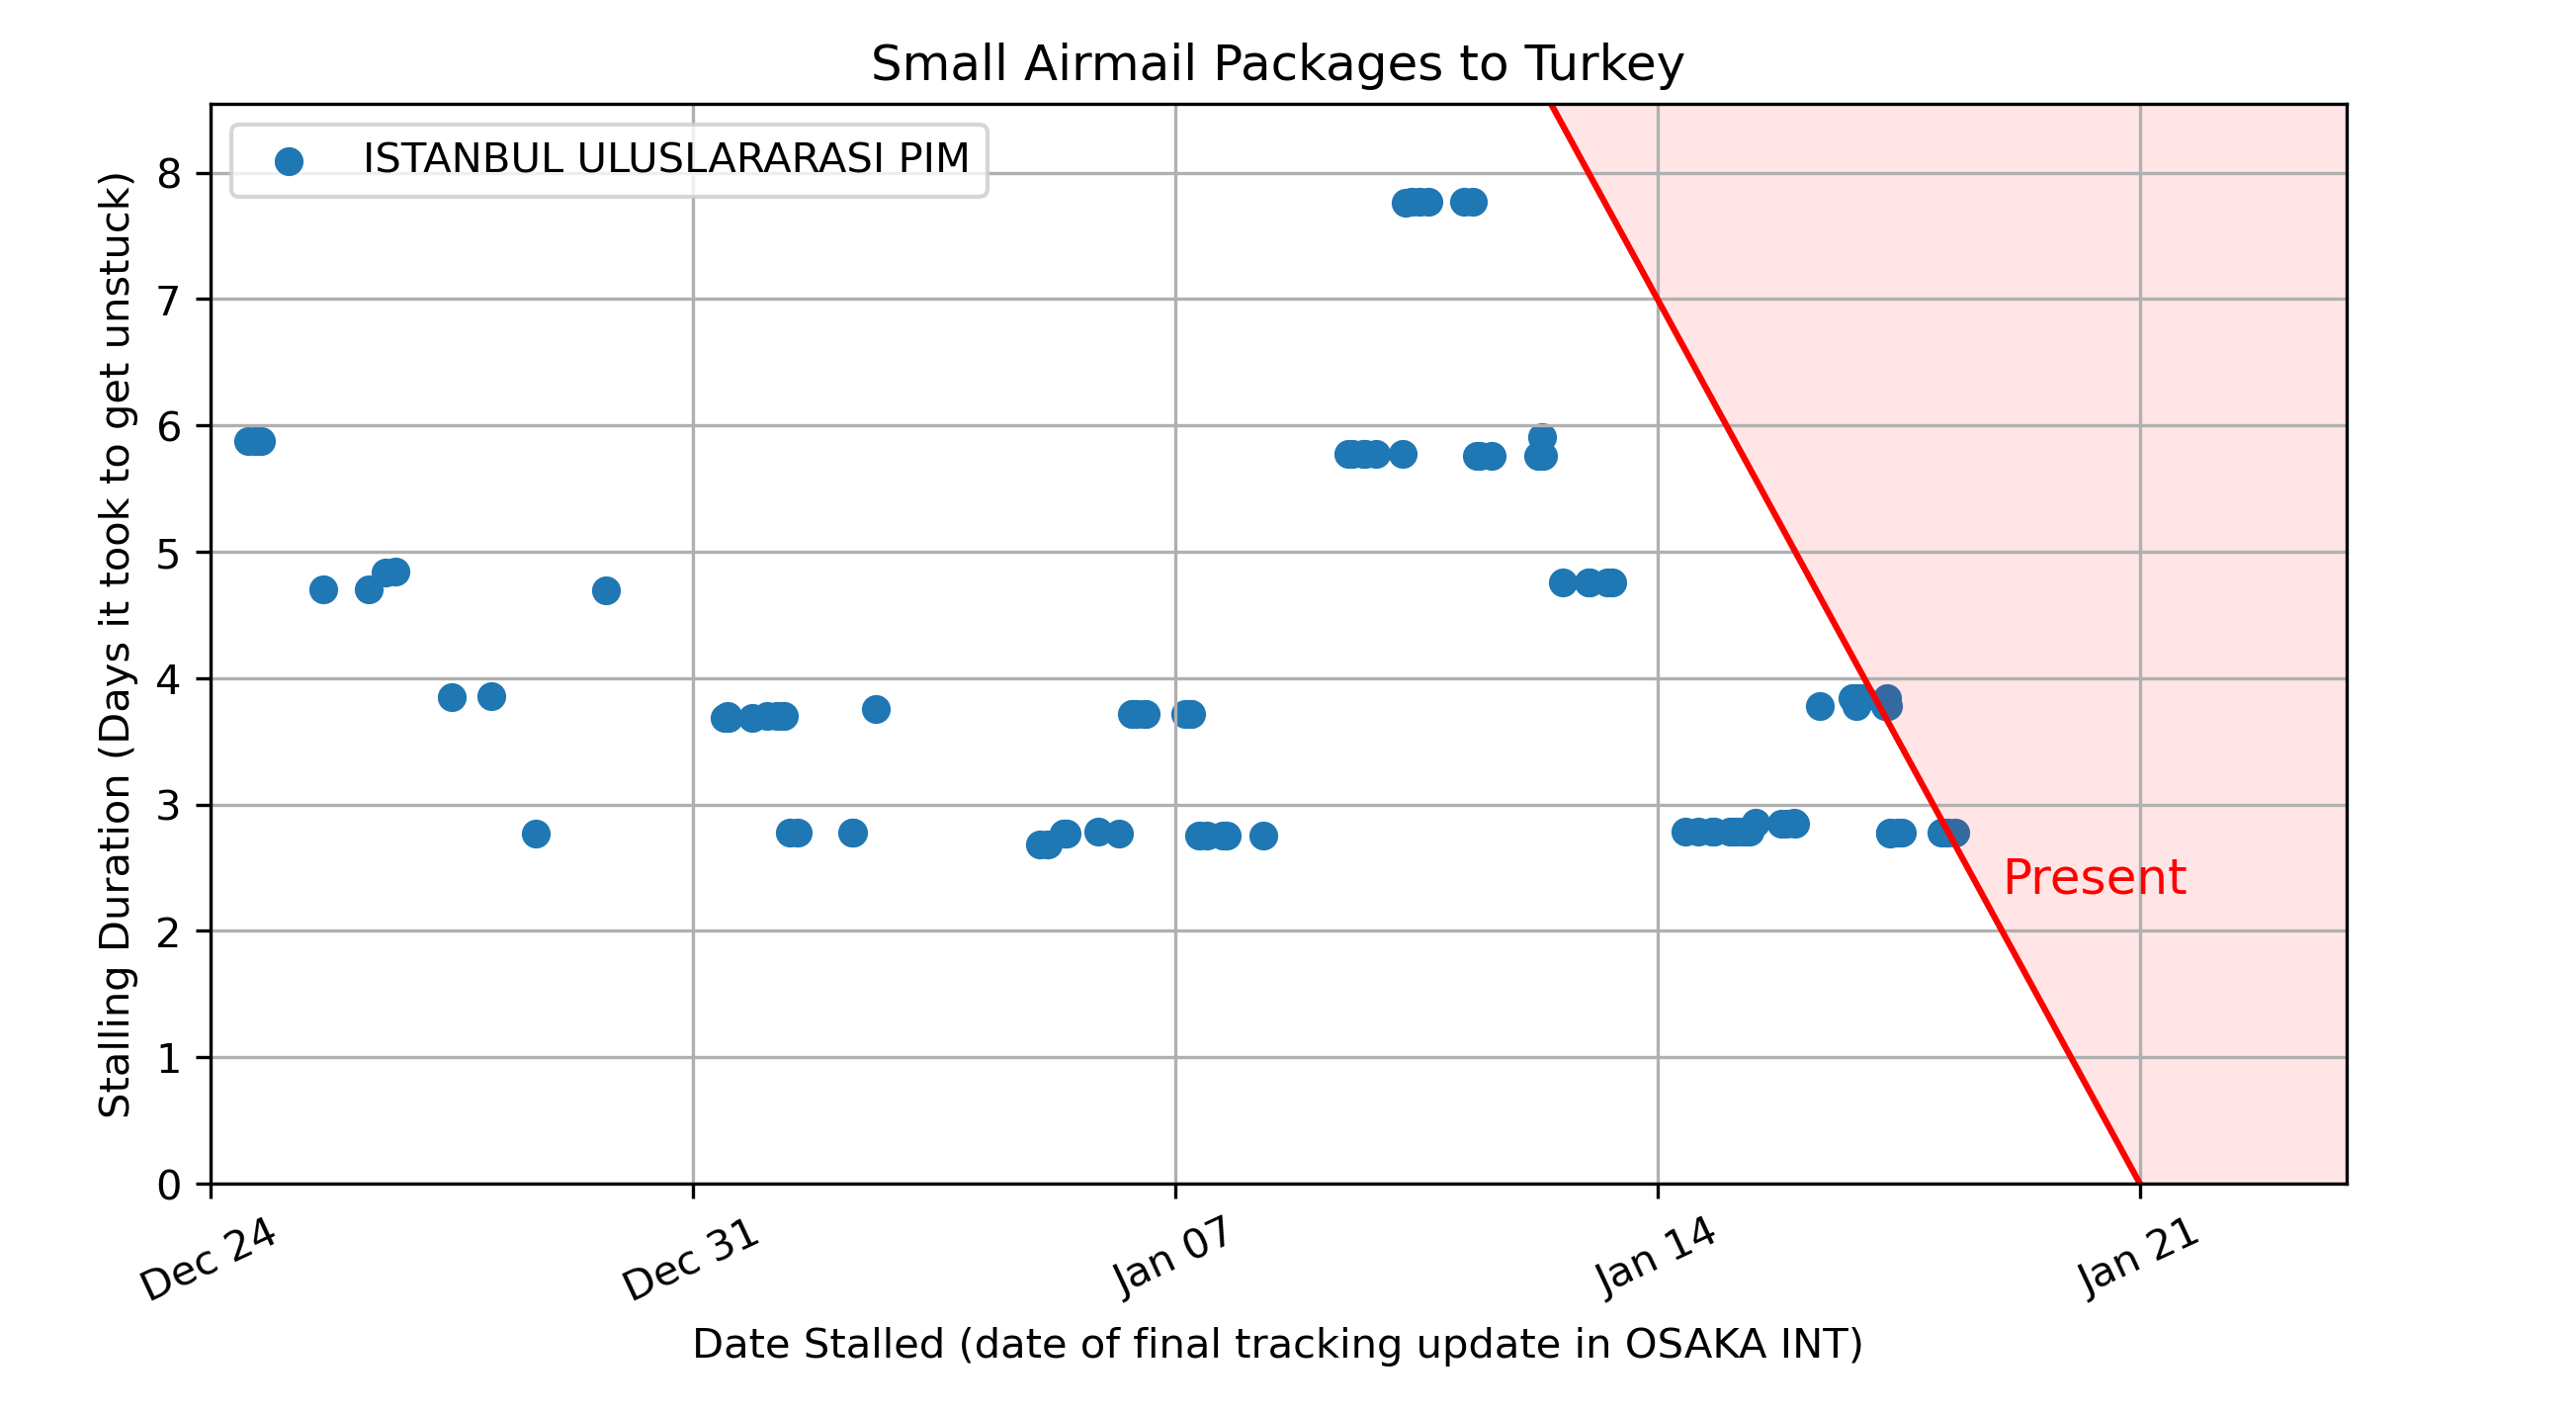 Small Airmail Packages to Turkey
ISTANBUL ULUSLARARASI PIM
Stalling Duration (Days it took to get unstuck)
8
7
6
5
4
3
2
1
0
Present
Dec 24
Dec 31
Jan 07
Jan 14
Jan 21
Date Stalled (date of final tracking update in OSAKA INT)